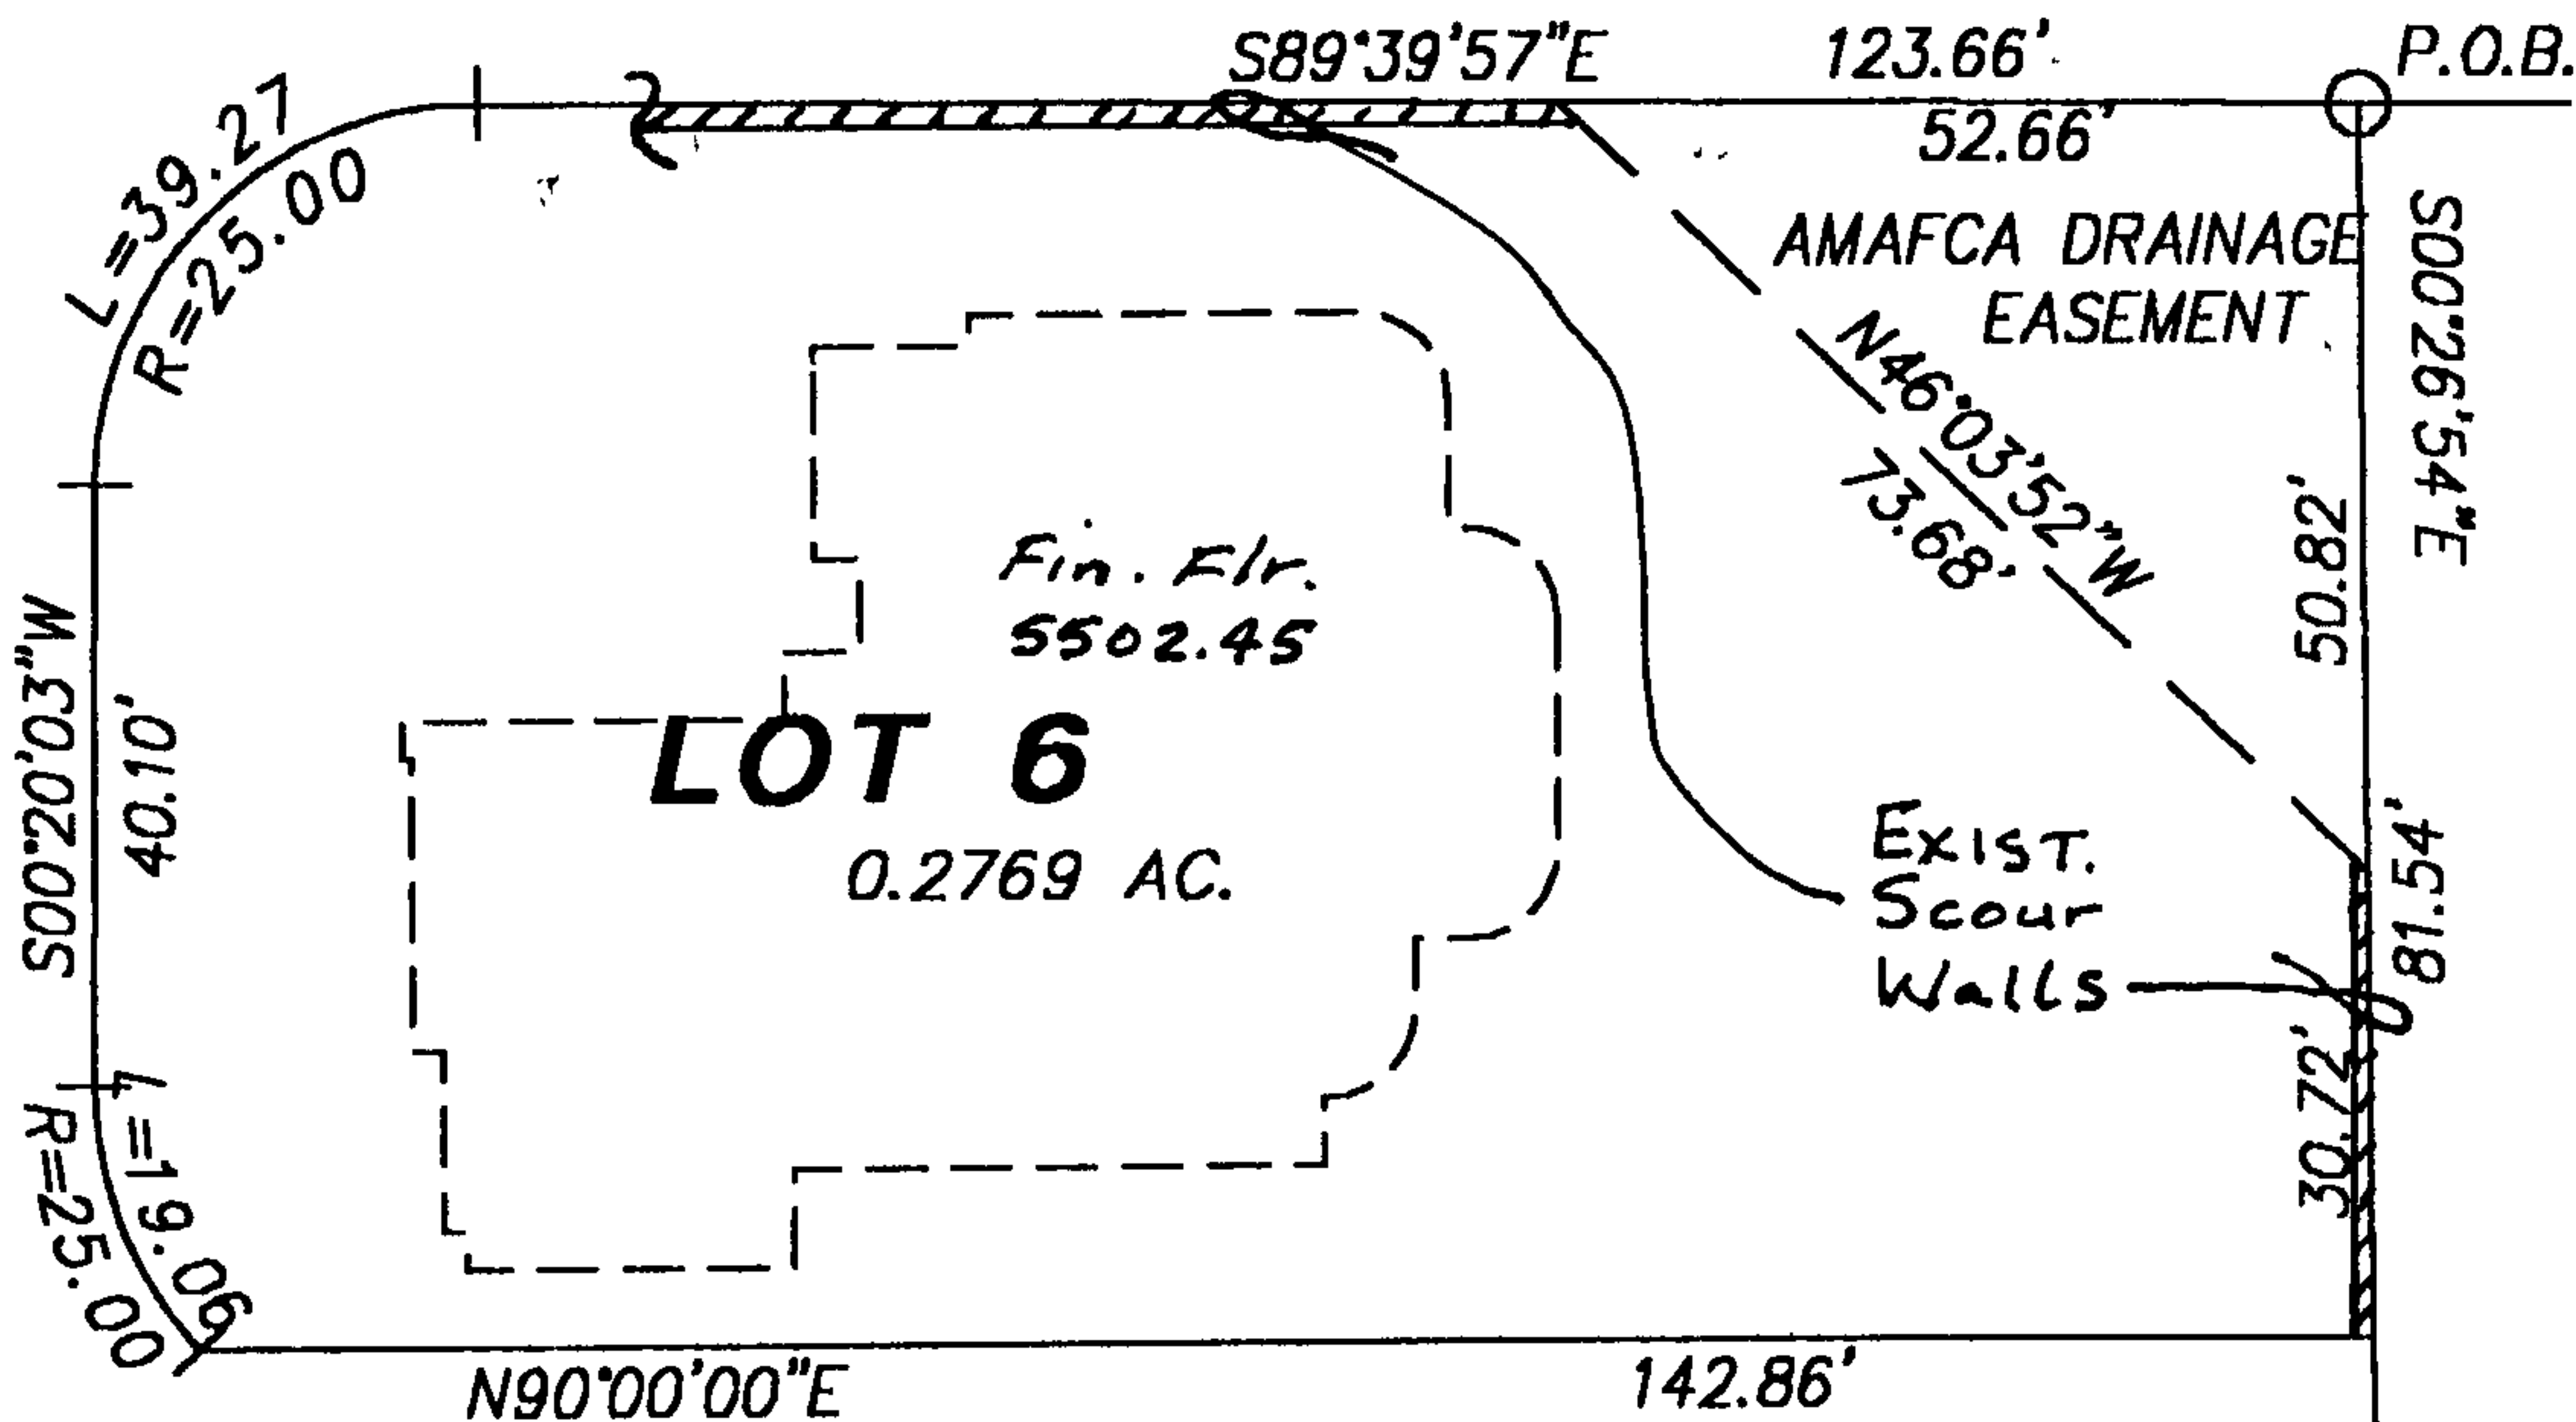 S89°39'57"E
123.66'
P.O.B.
52.66'
L=39.27
R=25.00
AMAFCA DRAINAGE
EASEMENT
S00°26'54"E
N46°03'52"W
73.68'
50.82'
Fin. Flr.
5502.45
S00°20'03"W
40.10'
LOT 6
0.2769 AC.
EXIST.
Scour
Walls
81.54'
30.72'
L=19.06
R=25.00
N90°00'00"E
142.86'